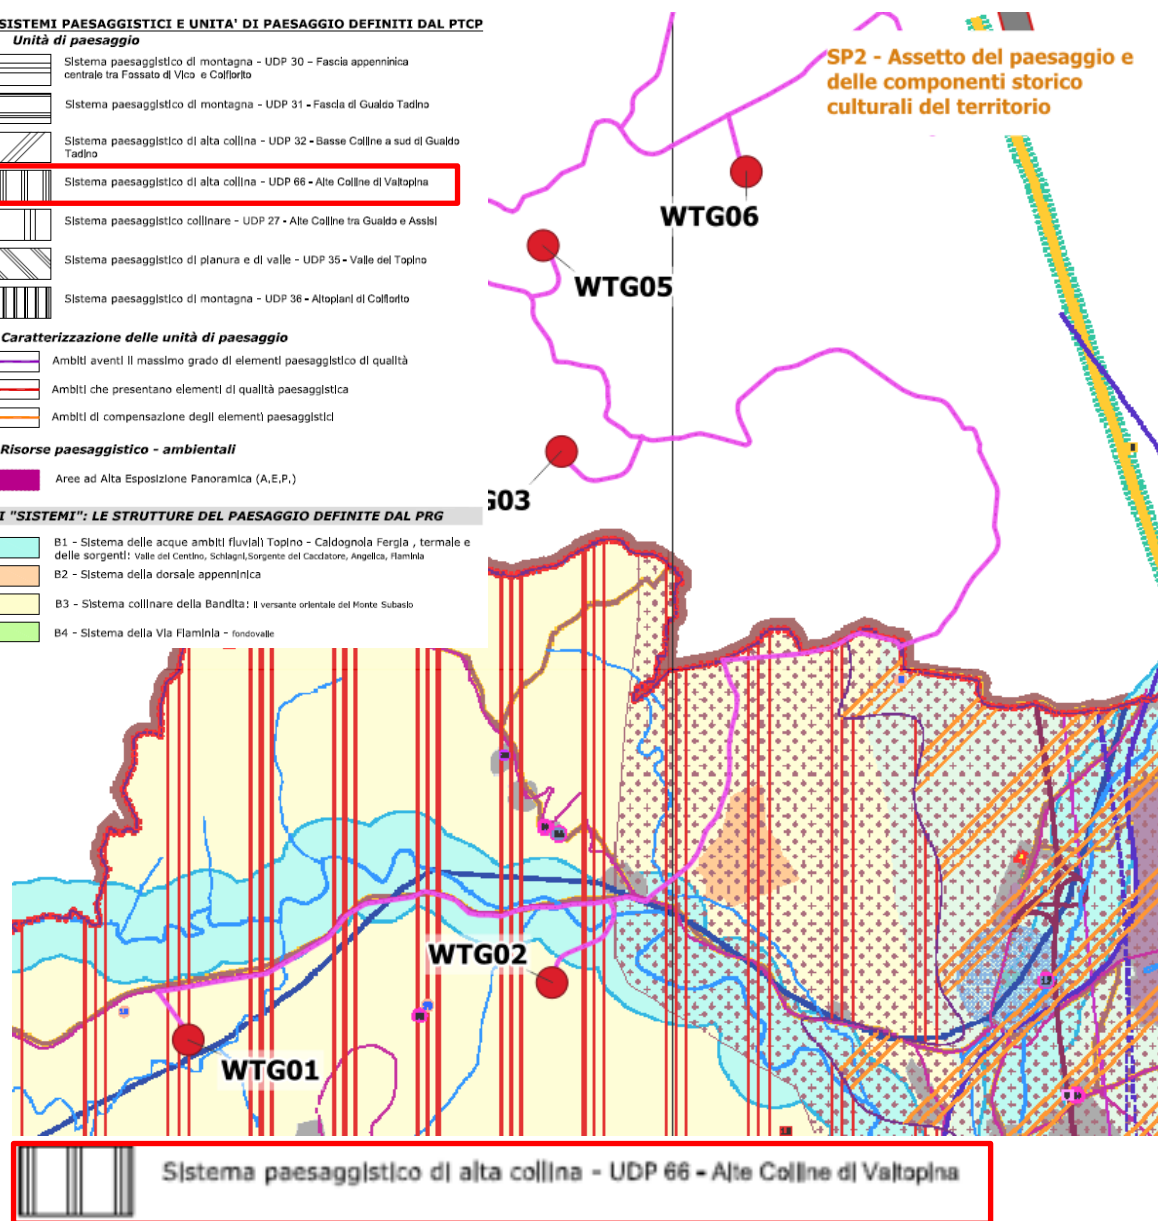 SISTEMI PAESAGGISTICI E UNITA' DI PAESAGGIO DEFINITI DAL PTCP
Unità di paesaggio
Sistema paesaggistico di montagna - UDP 30 - Fascia appenninica
centrale tra Fossato di Vico e Colfiorito
Sistema paesaggistico di montagna - UDP 31 - Fascia di Gualdo Tadino
Sistema paesaggistico di alta collina - UDP 32 - Basse Colline a sud di Gualdo
Tadino
Sistema paesaggistico di alta collina - UDP 66 - Alte Colline di Valtopina
Sistema paesaggistico collinare - UDP 27 - Alte Colline tra Gualdo e Assisi
Sistema paesaggistico di pianura e di valle - UDP 35 - Valle del Topino
Sistema paesaggistico di montagna - UDP 36 - Altopiani di Colfiorito
Caratterizzazione delle unità di paesaggio
Ambiti aventi il massimo grado di elementi paesaggistico di qualità
Ambiti che presentano elementi di qualità paesaggistica
Ambiti di compensazione degli elementi paesaggistici
Risorse paesaggistico - ambientali
Aree ad Alta Esposizione Panoramica (A.E.P.)
I "SISTEMI": LE STRUTTURE DEL PAESAGGIO DEFINITE DAL PRG
B1 - Sistema delle acque ambiti fluviali Topino - Caldognola Fergia , termale e
delle sorgenti: Valle del Centino, Schiagni,Sorgente del Cacciatore, Angelica, Flaminia
B2 - Sistema della dorsale appenninica
B3 - Sistema collinare della Bandita: Il versante orientale del Monte Subasio
B4 - Sistema della Via Flaminia - fondovalle
SP2 - Assetto del paesaggio e
delle componenti storico
culturali del territorio
WTG06
WTG05
G03
WTG02
WTG01
Sistema paesaggistico di alta collina - UDP 66 - Alte Colline di Valtopina